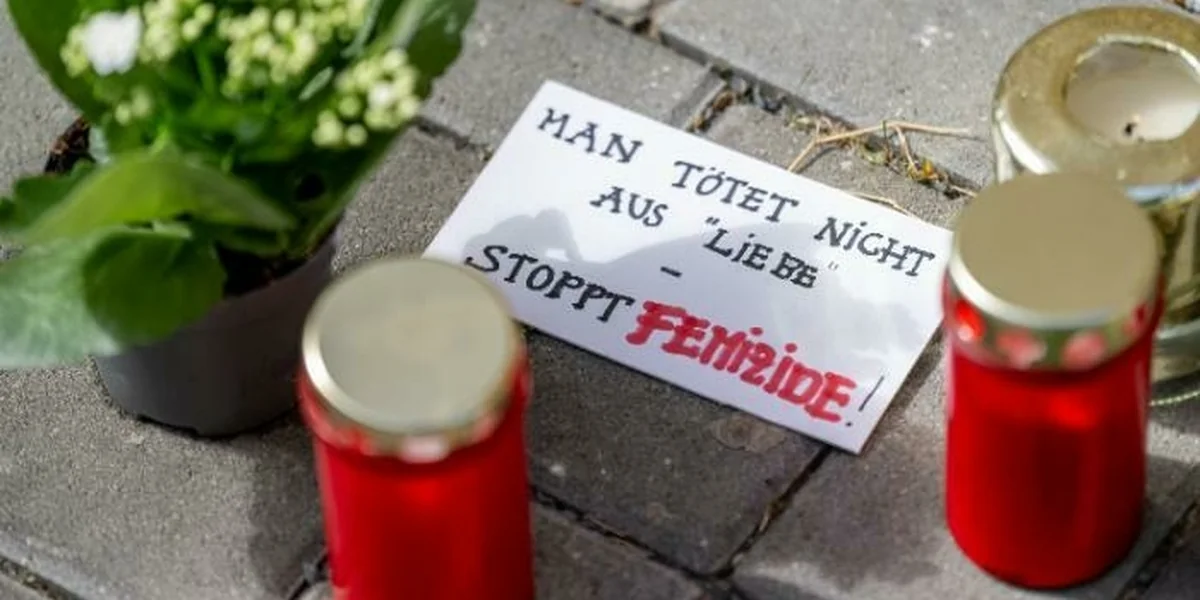 MAN TÖTET NICHT
AUS "LIEBE"
-
STOPPT FEMIZIDE!